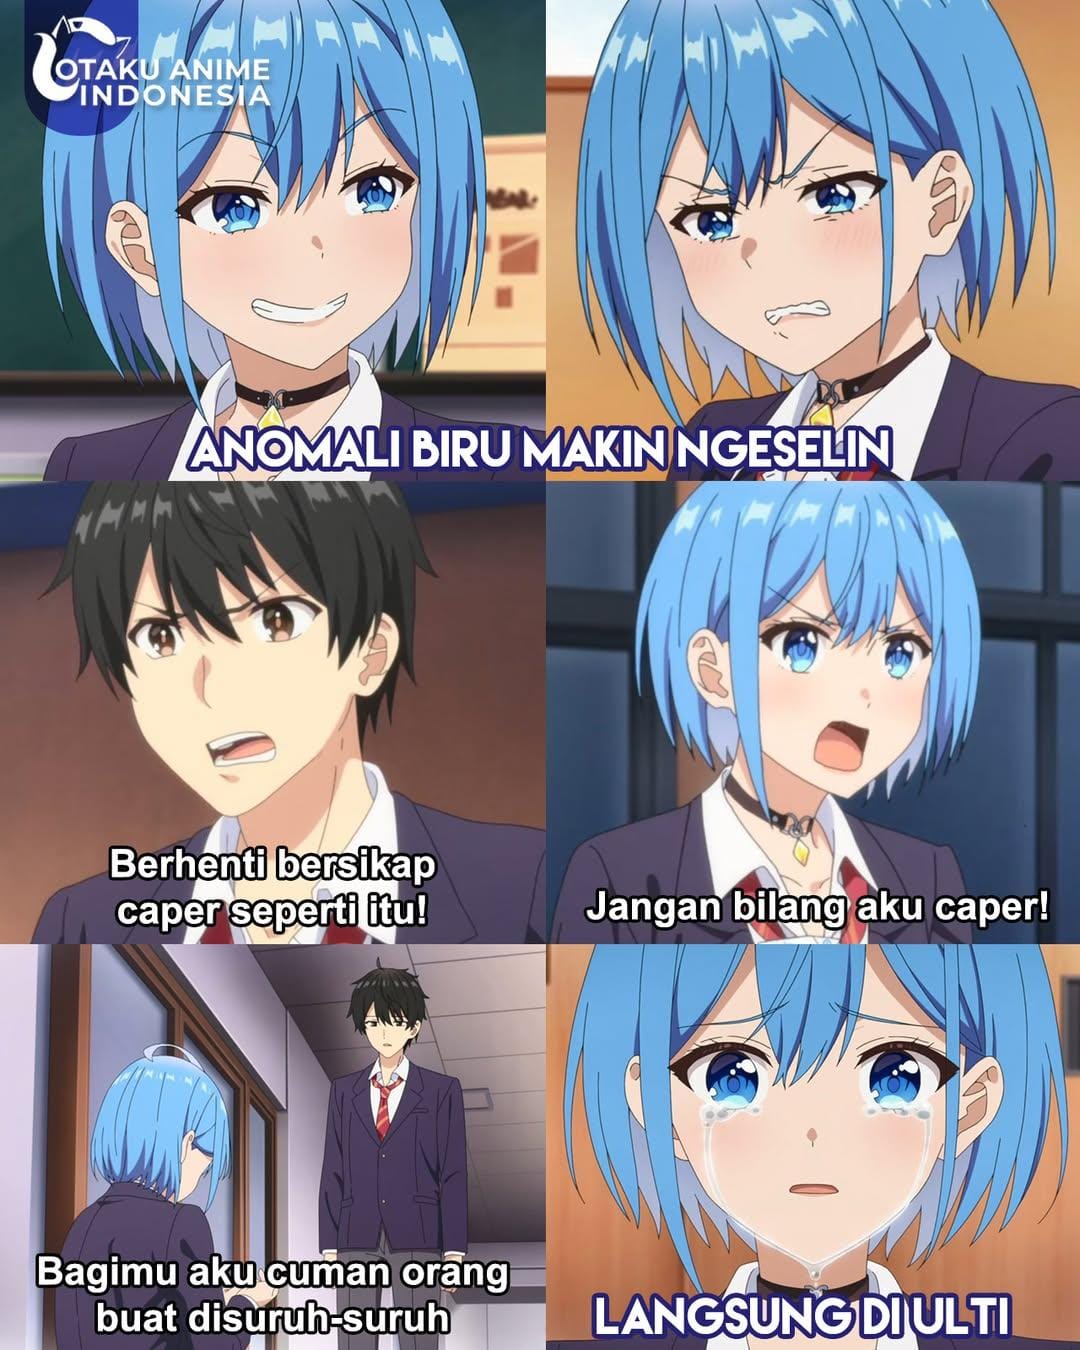 OTAKU ANIME
INDONESIA
ANOMALI BIRU MAKIN NGESELIN
Berhenti bersikap
caper seperti itu!
Jangan bilang aku caper!
Bagimu aku cuman orang
buat disuruh-suruh
LANGSUNG DI ULTI